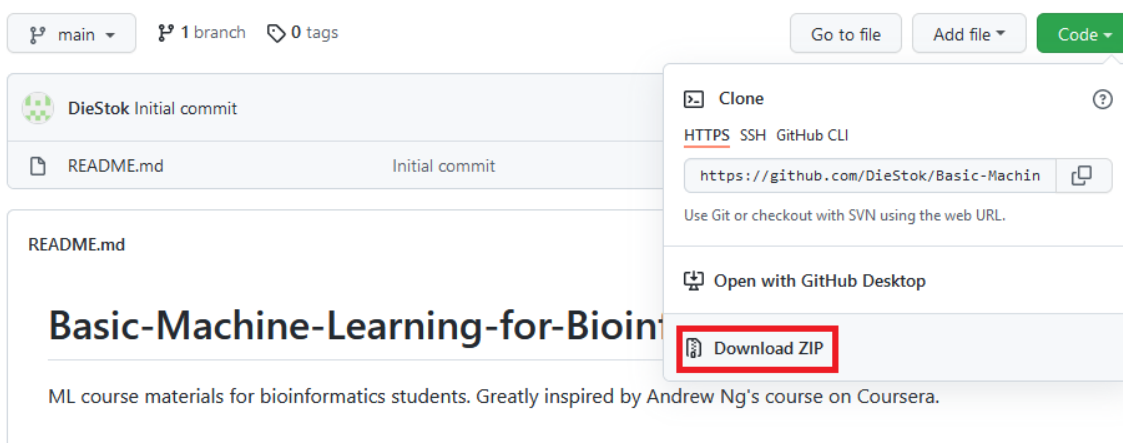 main 1 branch 0 tags Go to file Add file Code
DieStok Initial commit
Clone ?
HTTPS SSH GitHub CLI
README.md Initial commit
https://github.com/DieStok/Basic-Machin
Use Git or checkout with SVN using the web URL.
README.md
Open with GitHub Desktop
Basic-Machine-Learning-for-Bioin
Download ZIP
ML course materials for bioinformatics students. Greatly inspired by Andrew Ng's course on Coursera.